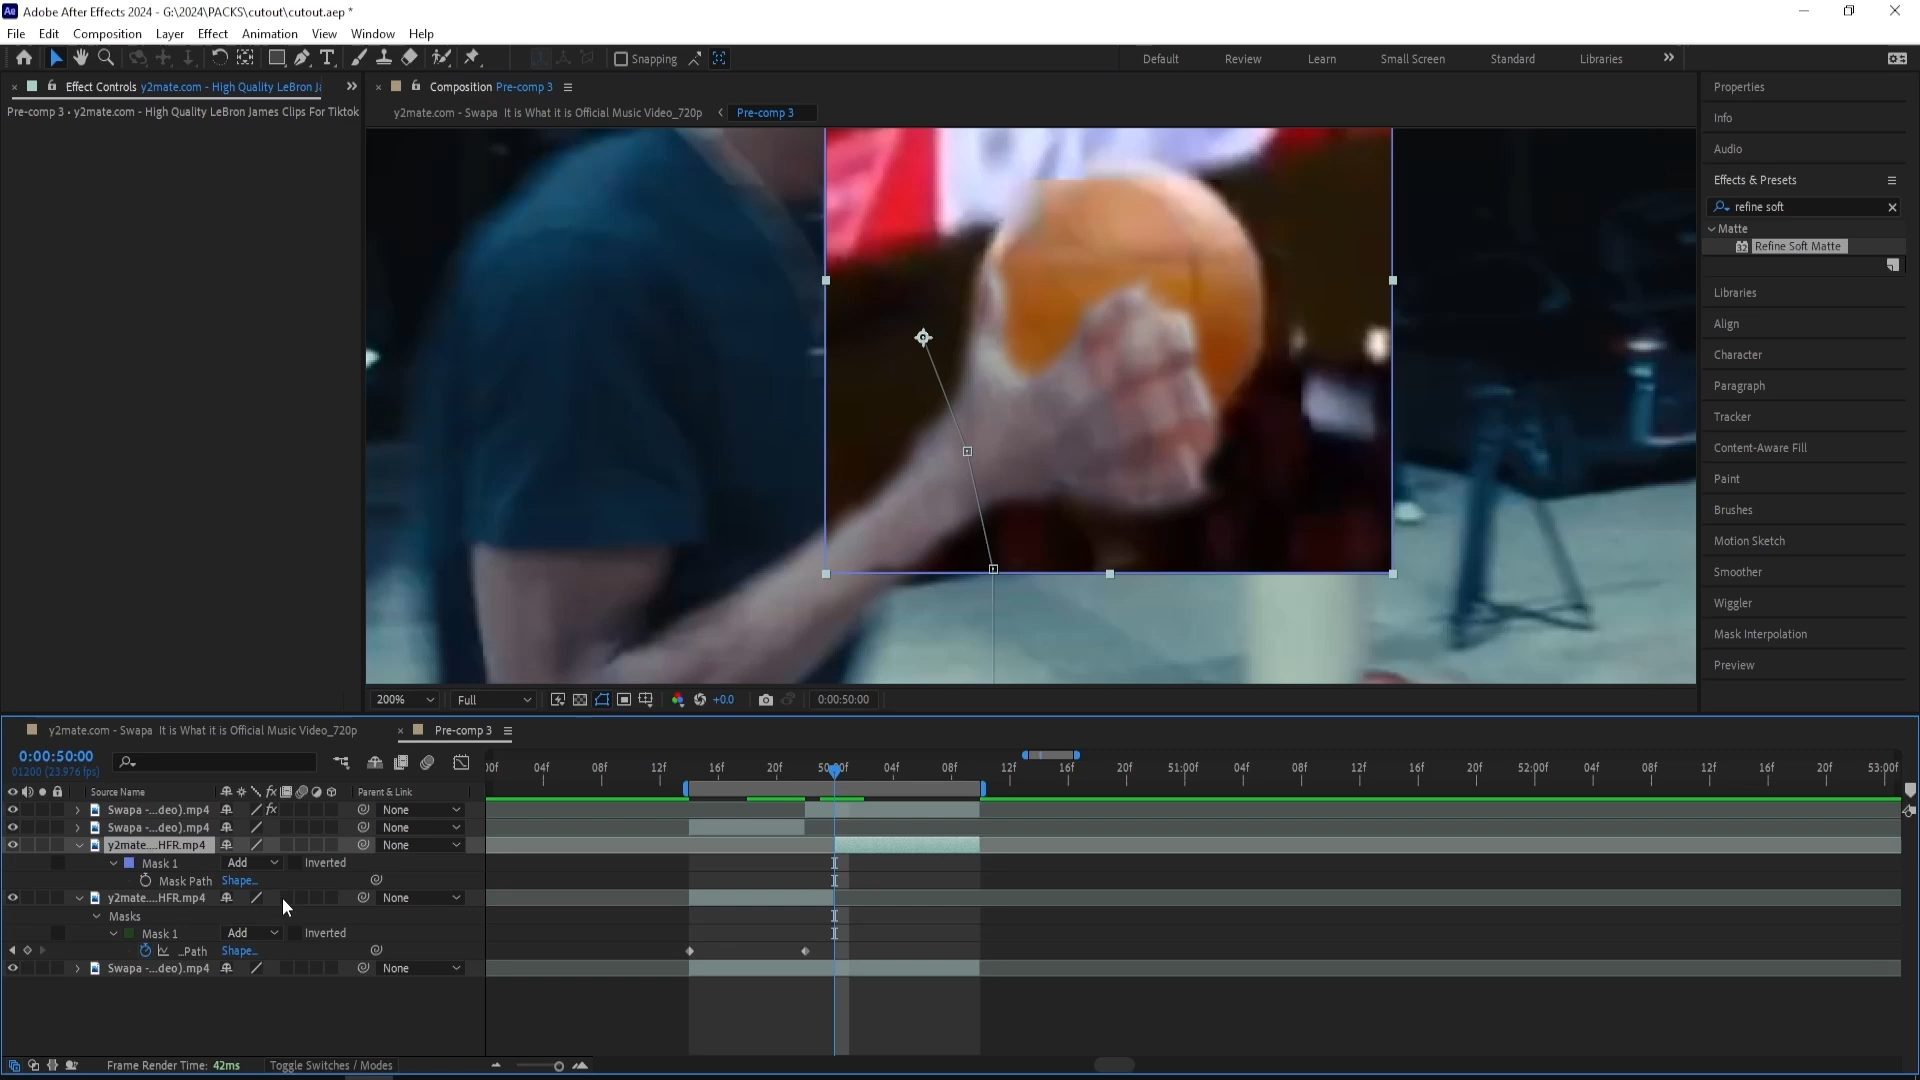 Adobe After Effects 2024 - G:\2024\PACKS\cutout\cutout.aep *
File Edit Composition Layer Effect Animation View Window Help
Snapping Default Review Learn Small Screen Standard Libraries
Effect Controls y2mate.com - High Quality LeBron Ja
Pre-comp 3 • y2mate.com - High Quality LeBron James Clips For Tiktok
Composition Pre-comp 3
y2mate.com - Swapa It is What it is Official Music Video_720p Pre-comp 3
Properties
Info
Audio
Effects & Presets
refine soft
Matte
32 Refine Soft Matte
Libraries
Align
Character
Paragraph
Tracker
Content-Aware Fill
Paint
Brushes
Motion Sketch
Smoother
Wiggler
Mask Interpolation
Preview
200% Full +0.0 0:00:50:00
y2mate.com - Swapa It is What it is Official Music Video_720p Pre-comp 3
0:00:50:00
01200 (23.976 fps)
00f 04f 08f 12f 16f 20f 50:00f 04f 08f 12f 16f 20f 51:00f 04f 08f 12f 16f 20f 52:00f 04f 08f 12f 16f 20f 53:00f
Source Name fx Parent & Link
Swapa -...deo).mp4 fx None
Swapa -...deo).mp4 None
y2mate....HFR.mp4 None
Mask 1 Add Inverted
Mask Path Shape...
y2mate....HFR.mp4 None
Masks
Mask 1 Add Inverted
...Path Shape...
Swapa -...deo).mp4 None
Frame Render Time: 42ms Toggle Switches / Modes